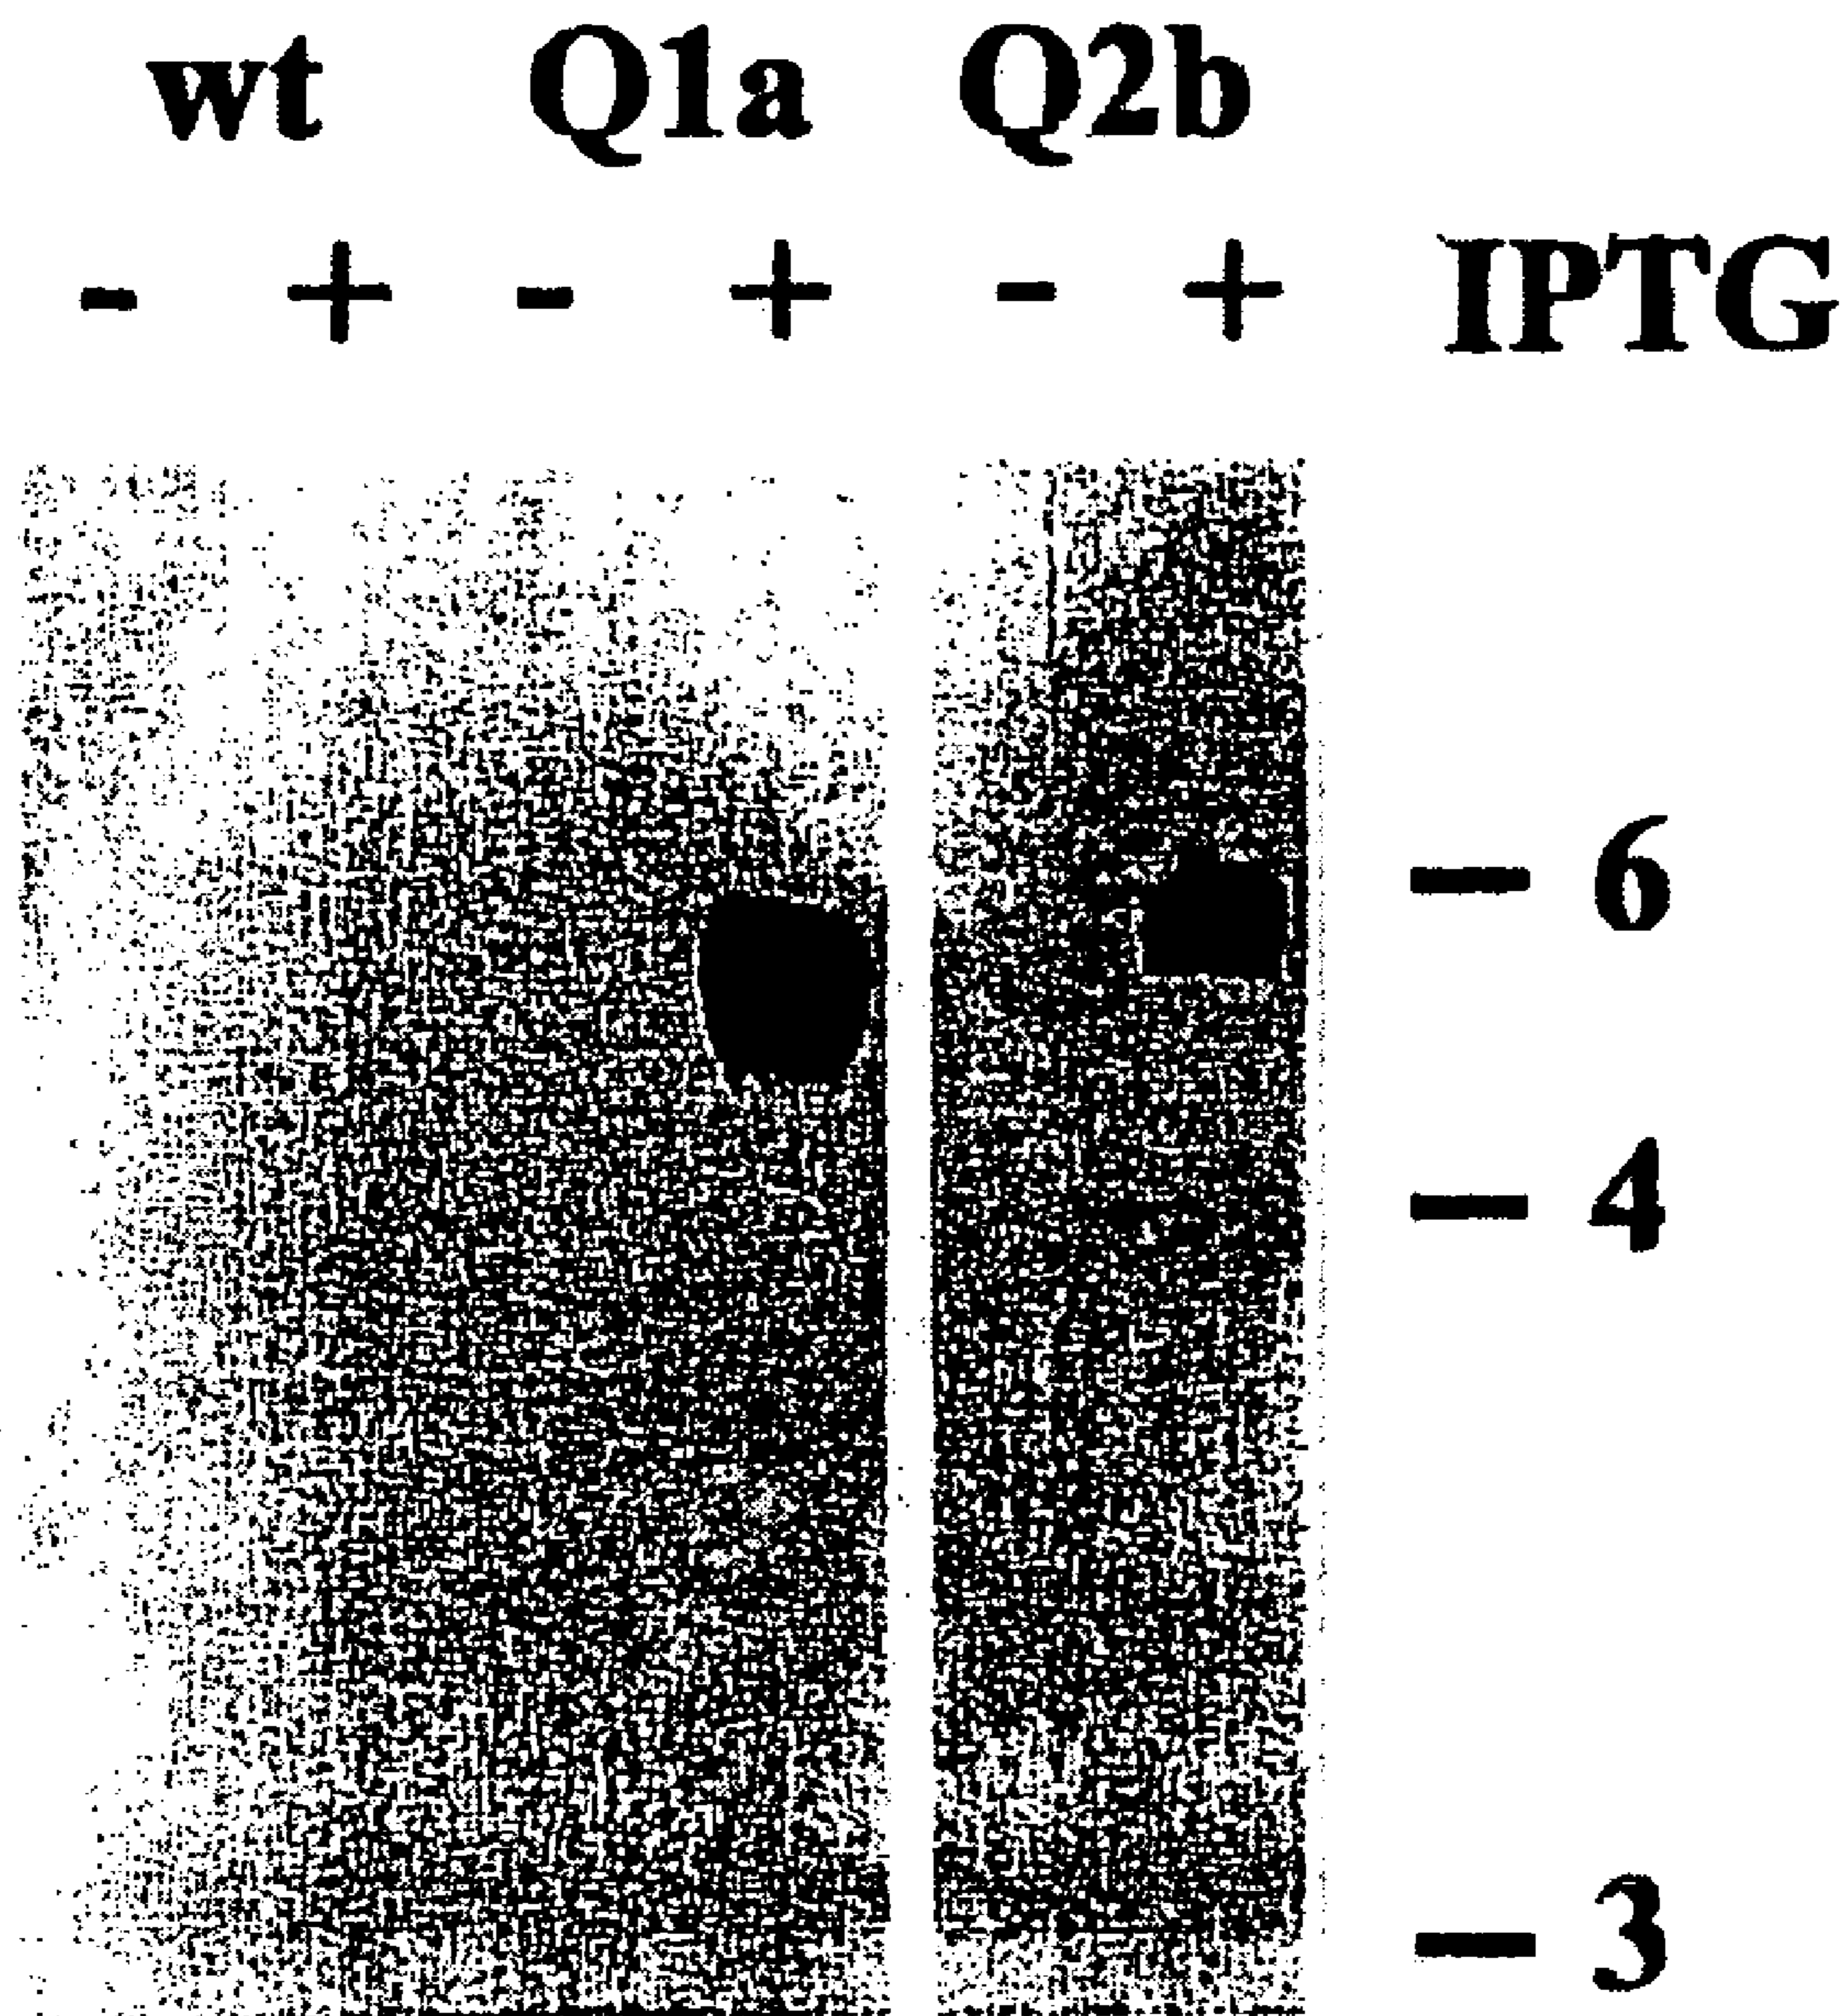 wt Q1a Q2b
- + - + - + IPTG
– 6
– 4
– 3